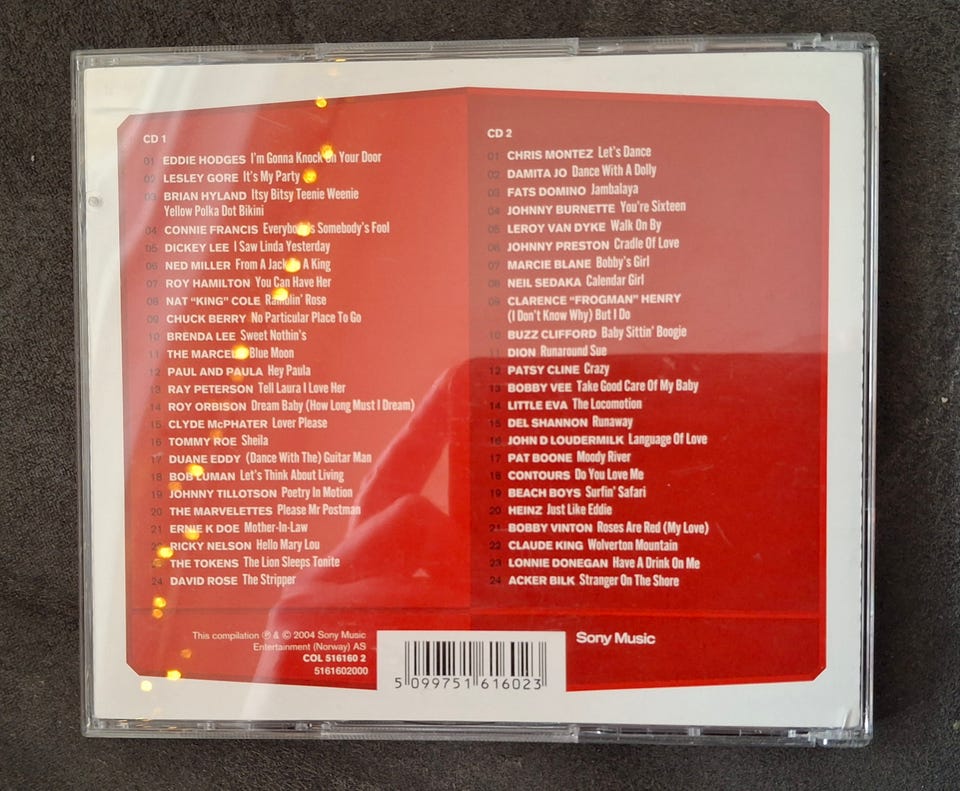 CD 1
01 EDDIE HODGES I'm Gonna Knock On Your Door
02 LESLEY GORE It's My Party
03 BRIAN HYLAND Itsy Bitsy Teenie Weenie
Yellow Polka Dot Bikini
04 CONNIE FRANCIS Everybody's Somebody's Fool
05 DICKEY LEE I Saw Linda Yesterday
06 NED MILLER From A Jack To A King
07 ROY HAMILTON You Can Have Her
08 NAT "KING" COLE Ramblin' Rose
09 CHUCK BERRY No Particular Place To Go
10 BRENDA LEE Sweet Nothin's
11 THE MARCELS Blue Moon
12 PAUL AND PAULA Hey Paula
13 RAY PETERSON Tell Laura I Love Her
14 ROY ORBISON Dream Baby (How Long Must I Dream)
15 CLYDE McPHATER Lover Please
16 TOMMY ROE Sheila
17 DUANE EDDY (Dance With The) Guitar Man
18 BOB LUMAN Let's Think About Living
19 JOHNNY TILLOTSON Poetry In Motion
20 THE MARVELETTES Please Mr Postman
21 ERNIE K DOE Mother-In-Law
22 RICKY NELSON Hello Mary Lou
23 THE TOKENS The Lion Sleeps Tonite
24 DAVID ROSE The Stripper
CD 2
01 CHRIS MONTEZ Let's Dance
02 DAMITA JO Dance With A Dolly
03 FATS DOMINO Jambalaya
04 JOHNNY BURNETTE You're Sixteen
05 LEROY VAN DYKE Walk On By
06 JOHNNY PRESTON Cradle Of Love
07 MARCIE BLANE Bobby's Girl
08 NEIL SEDAKA Calendar Girl
09 CLARENCE "FROGMAN" HENRY
(I Don't Know Why) But I Do
10 BUZZ CLIFFORD Baby Sittin' Boogie
11 DION Runaround Sue
12 PATSY CLINE Crazy
13 BOBBY VEE Take Good Care Of My Baby
14 LITTLE EVA The Locomotion
15 DEL SHANNON Runaway
16 JOHN D LOUDERMILK Language Of Love
17 PAT BOONE Moody River
18 CONTOURS Do You Love Me
19 BEACH BOYS Surfin' Safari
20 HEINZ Just Like Eddie
21 BOBBY VINTON Roses Are Red (My Love)
22 CLAUDE KING Wolverton Mountain
23 LONNIE DONEGAN Have A Drink On Me
24 ACKER BILK Stranger On The Shore
This compilation ℗ & © 2004 Sony Music
Entertainment (Norway) AS
COL 516160 2
5161602000
5 099751 616023
Sony Music